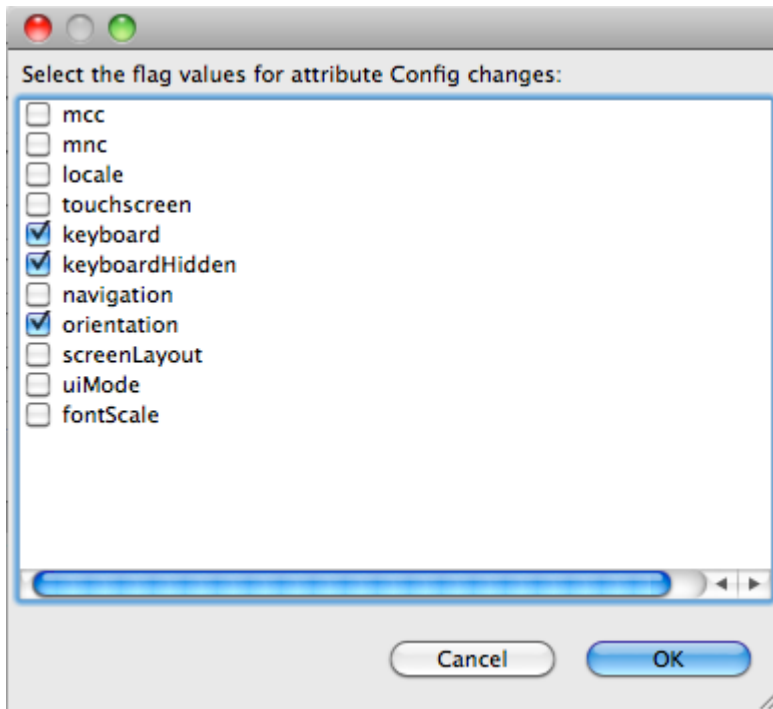 Select the flag values for attribute Config changes:
mcc
mnc
locale
touchscreen
keyboard
keyboardHidden
navigation
orientation
screenLayout
uiMode
fontScale
Cancel OK